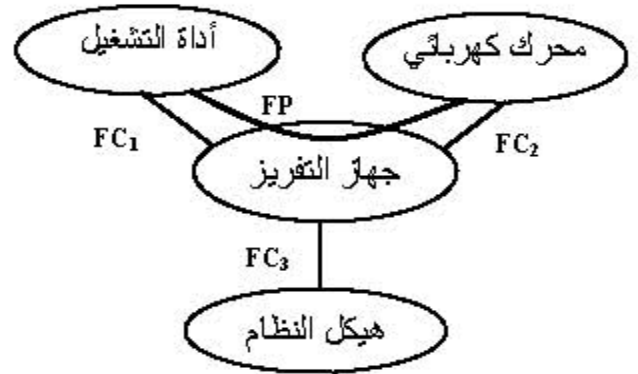 أداة التشغيل
محرك كهربائي
FP
FC₁
FC₂
جهاز التفريز
FC₃
هيكل النظام